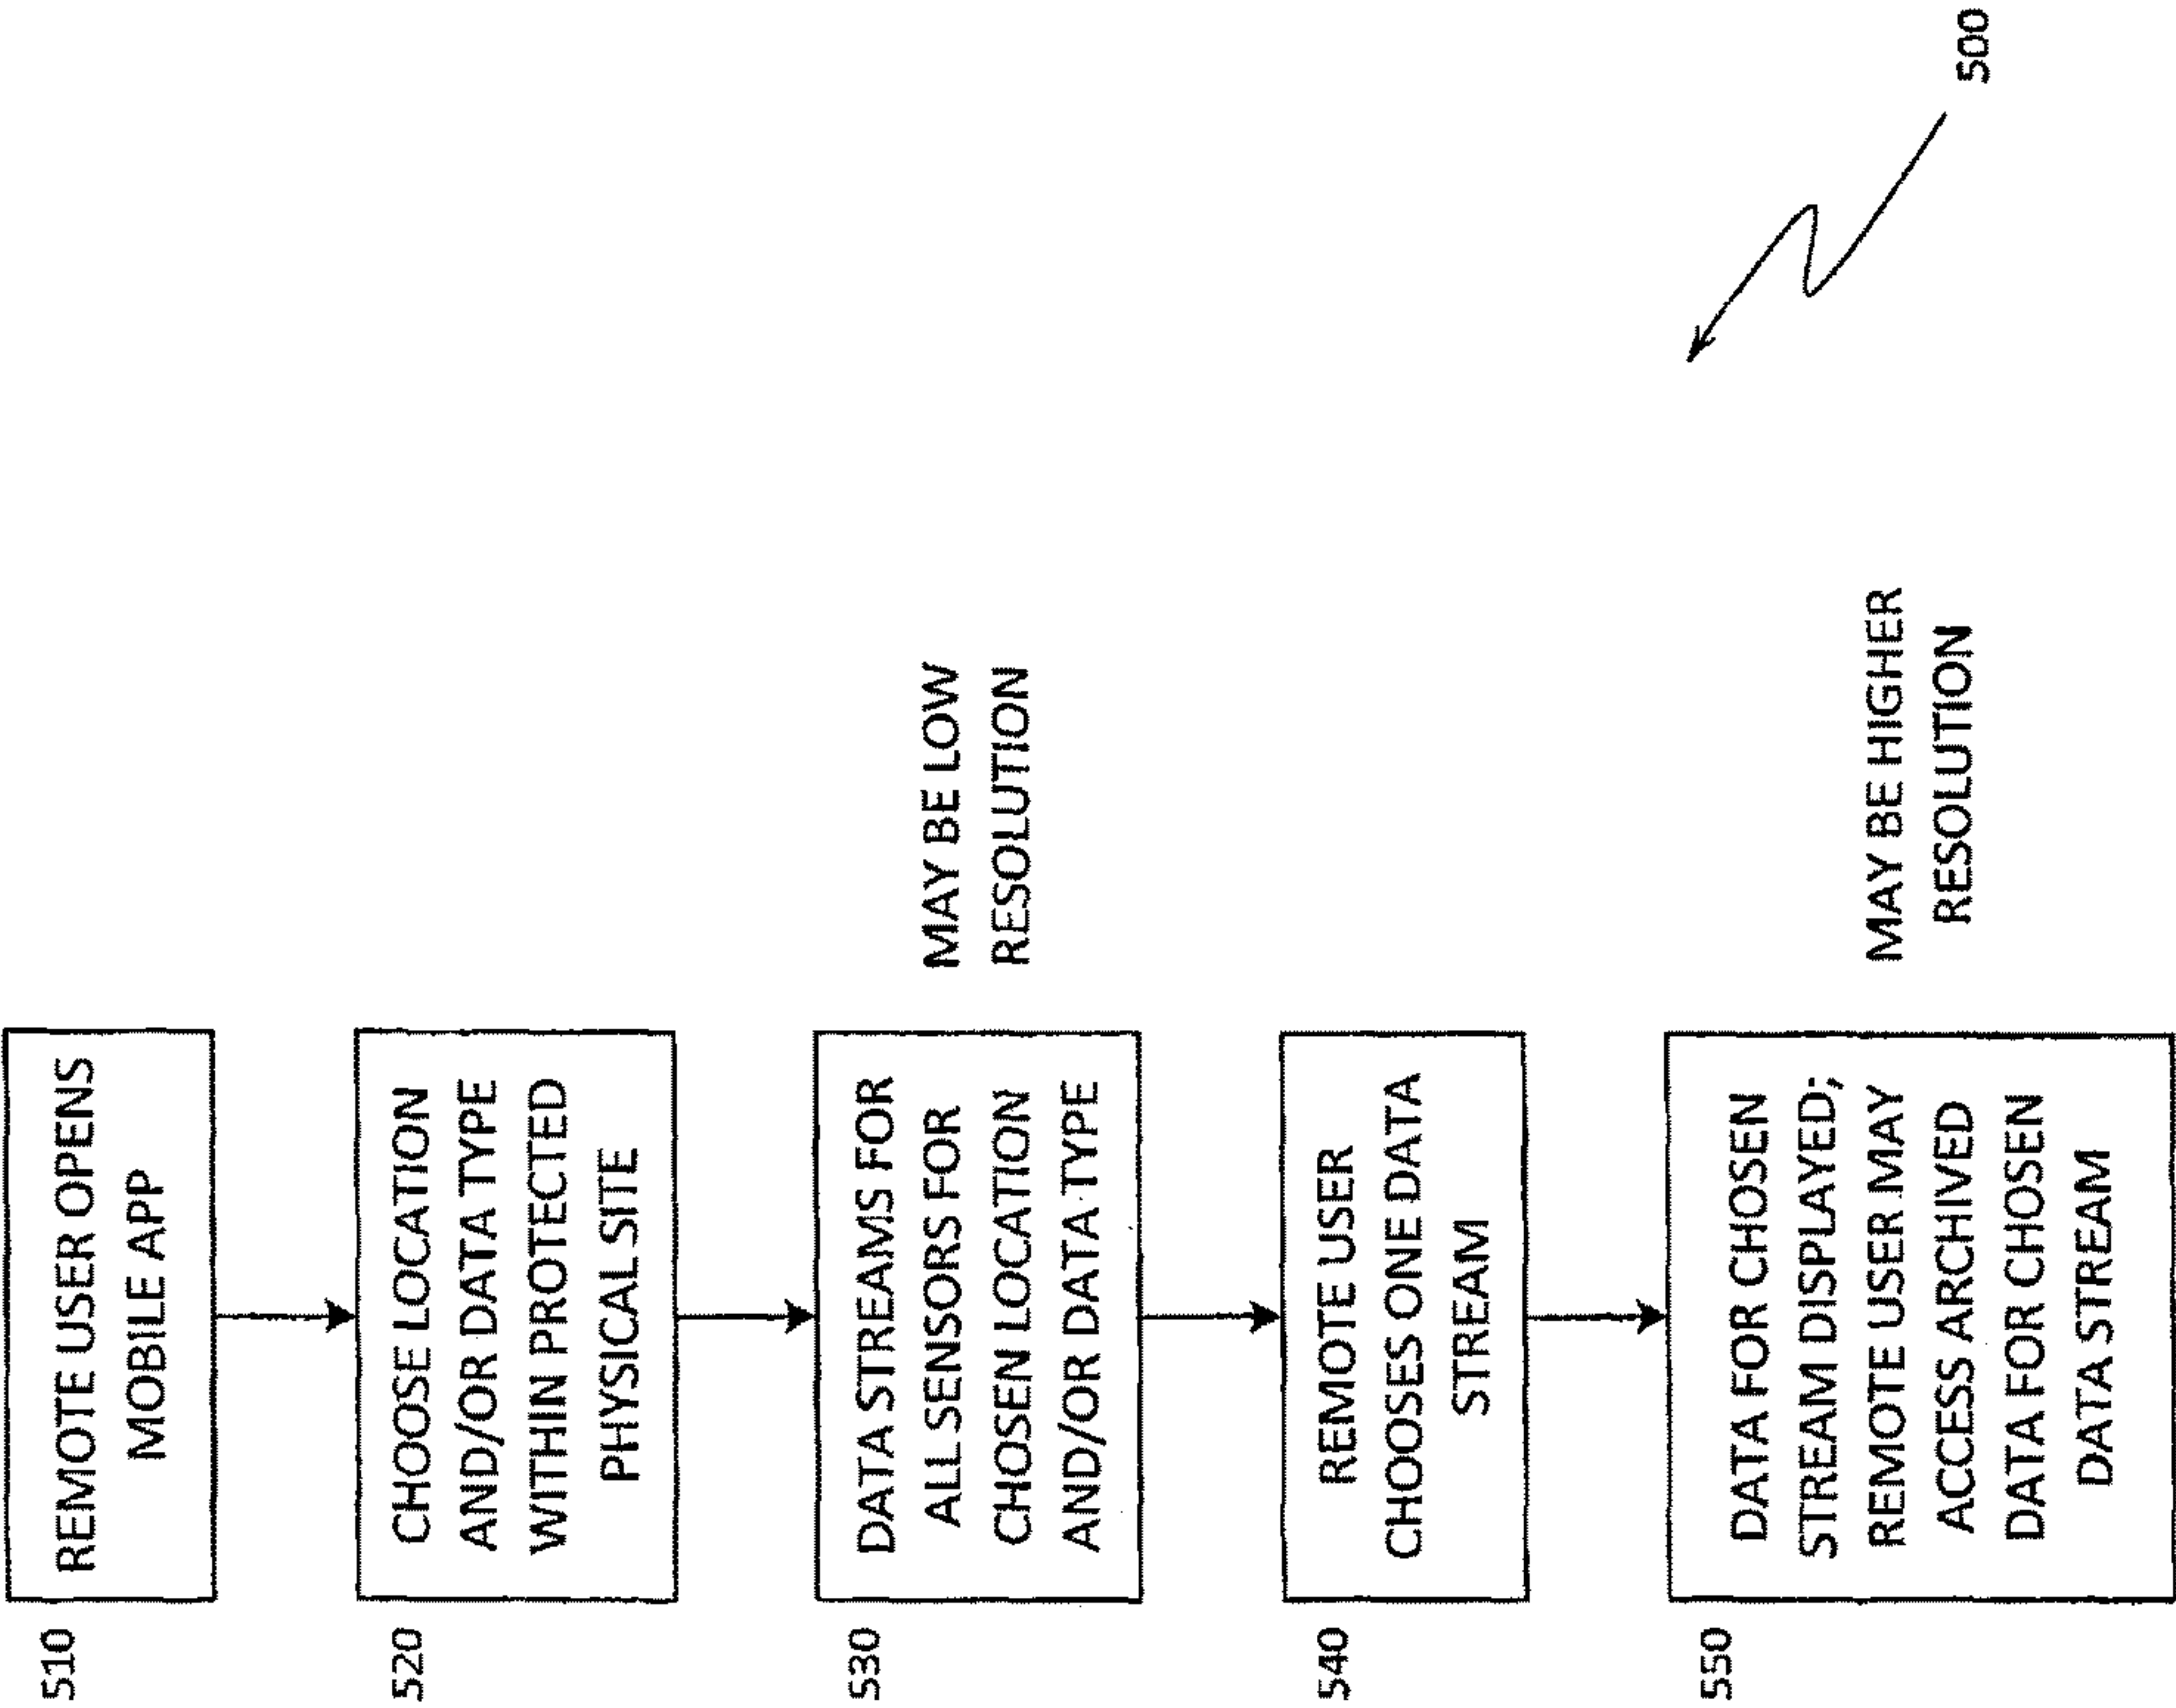 510
REMOTE USER OPENS
MOBILE APP
520
CHOOSE LOCATION
AND/OR DATA TYPE
WITHIN PROTECTED
PHYSICAL SITE
530
DATA STREAMS FOR
ALL SENSORS FOR
CHOSEN LOCATION
AND/OR DATA TYPE
MAY BE LOW
RESOLUTION
540
REMOTE USER
CHOOSES ONE DATA
STREAM
550
DATA FOR CHOSEN
STREAM DISPLAYED;
REMOTE USER MAY
ACCESS ARCHIVED
DATA FOR CHOSEN
DATA STREAM
MAY BE HIGHER
RESOLUTION
500